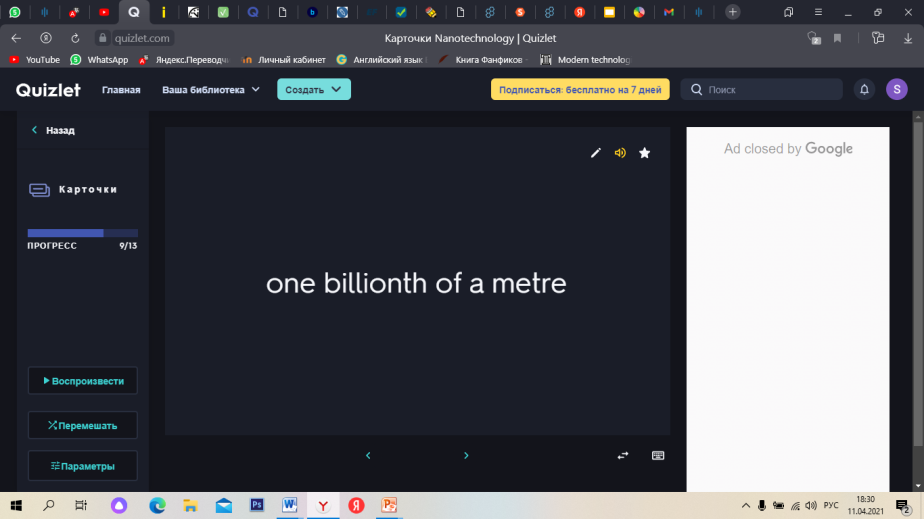 quizlet.com
Карточки Nanotechnology | Quizlet
2
YouTube
WhatsApp
Яндекс.Переводчи
Личный кабинет
Английский язык
Книга Фанфиков
Modern technolog
Quizlet
Главная
Ваша библиотека
Создать
Подписаться: бесплатно на 7 дней
Поиск
S
Назад
Карточки
ПРОГРЕСС
9/13
Воспроизвести
Перемешать
Параметры
one billionth of a metre
Ad closed by Google
РУС
18:30
11.04.2021
2